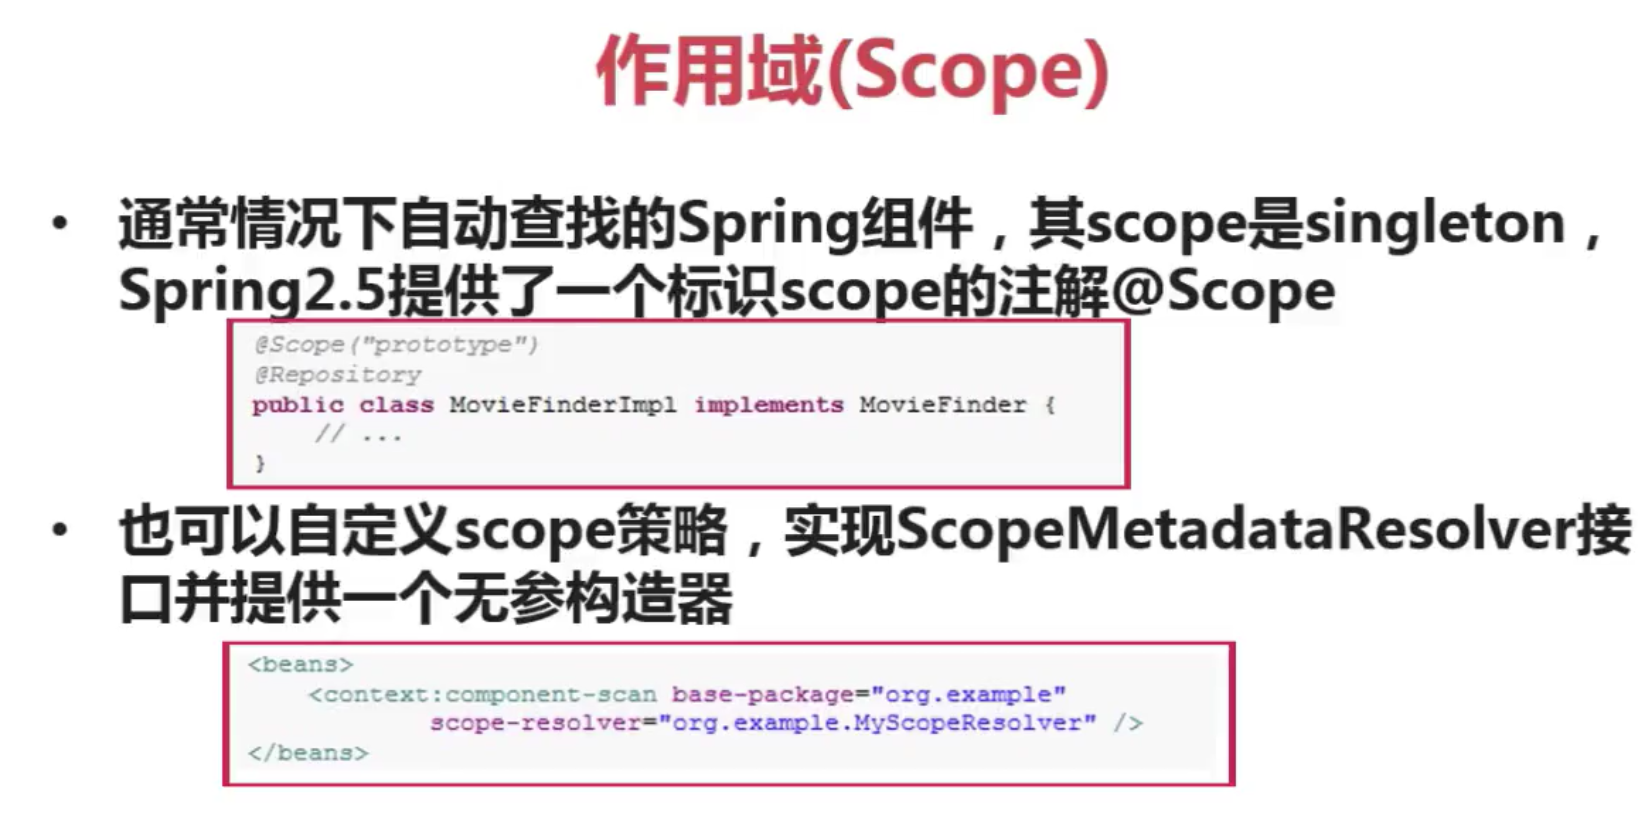 作用域(Scope)
• 通常情况下自动查找的Spring组件，其scope是singleton，
Spring2.5提供了一个标识scope的注解@Scope
@Scope("prototype")
@Repository
public class MovieFinderImpl implements MovieFinder {
    // ...
}
• 也可以自定义scope策略，实现ScopeMetadataResolver接
口并提供一个无参构造器
<beans>
    <context:component-scan base-package="org.example"
            scope-resolver="org.example.MyScopeResolver" />
</beans>